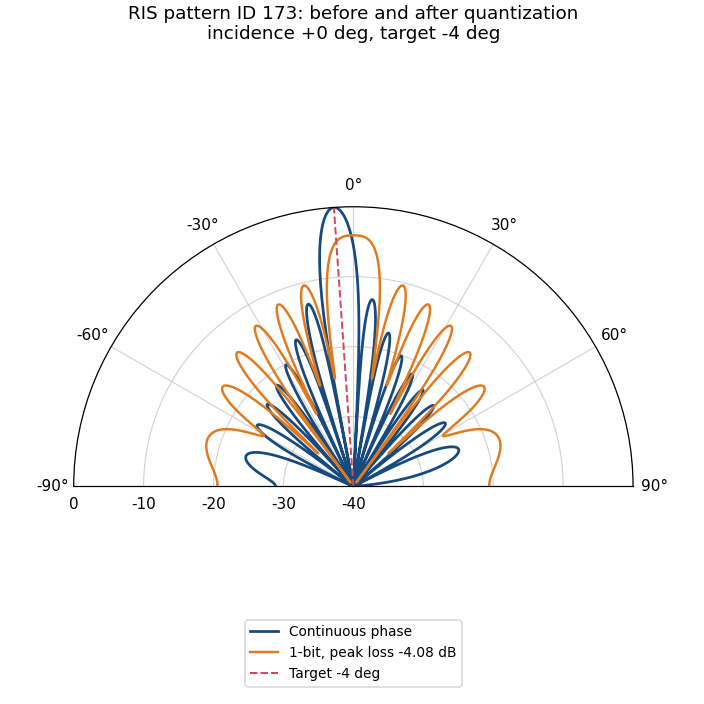 RIS pattern ID 173: before and after quantization
incidence +0 deg, target -4 deg
0°
-30°
30°
-60°
60°
-90°
90°
0
-10
-20
-30
-40
Continuous phase
1-bit, peak loss -4.08 dB
Target -4 deg